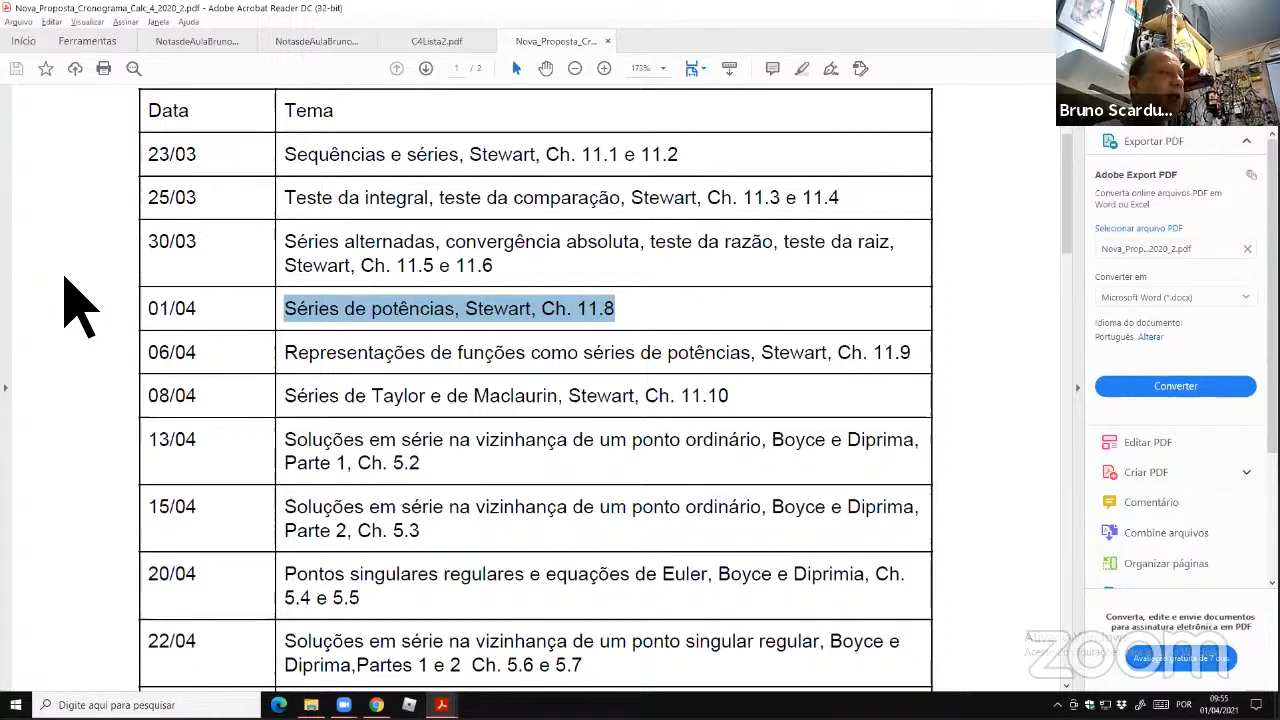 Nova_Proposta_Cronograma_Calc_4_2020_2.pdf - Adobe Acrobat Reader DC (32-bit)
Arquivo Editar Visualizar Assinar Janela Ajuda
Início Ferramentas NotasdeAulaBruno... NotasdeAulaBruno... C4Lista2.pdf Nova_Proposta_Cr... ×
1 / 2 173%
Bruno Scardu...
Data Tema
23/03 Sequências e séries, Stewart, Ch. 11.1 e 11.2
25/03 Teste da integral, teste da comparação, Stewart, Ch. 11.3 e 11.4
30/03 Séries alternadas, convergência absoluta, teste da razão, teste da raiz,
Stewart, Ch. 11.5 e 11.6
01/04 Séries de potências, Stewart, Ch. 11.8
06/04 Representações de funções como séries de potências, Stewart, Ch. 11.9
08/04 Séries de Taylor e de Maclaurin, Stewart, Ch. 11.10
13/04 Soluções em série na vizinhança de um ponto ordinário, Boyce e Diprima,
Parte 1, Ch. 5.2
15/04 Soluções em série na vizinhança de um ponto ordinário, Boyce e Diprima,
Parte 2, Ch. 5.3
20/04 Pontos singulares regulares e equações de Euler, Boyce e Diprimia, Ch.
5.4 e 5.5
22/04 Soluções em série na vizinhança de um ponto singular regular, Boyce e
Diprima,Partes 1 e 2 Ch. 5.6 e 5.7
Exportar PDF
Adobe Export PDF
Converta online arquivos PDF em
Word ou Excel
Selecionar arquivo PDF
Nova_Prop...2020_2.pdf
Converter em
Microsoft Word (*.docx)
Idioma do documento:
Português Alterar
Converter
Editar PDF
Criar PDF
Comentário
Combine arquivos
Organizar páginas
Converta, edite e envie documentos
para assinatura eletrônica em PDF
Avaliação gratuita de 7 dias
zoom
Digite aqui para pesquisar
POR
09:55
01/04/2021